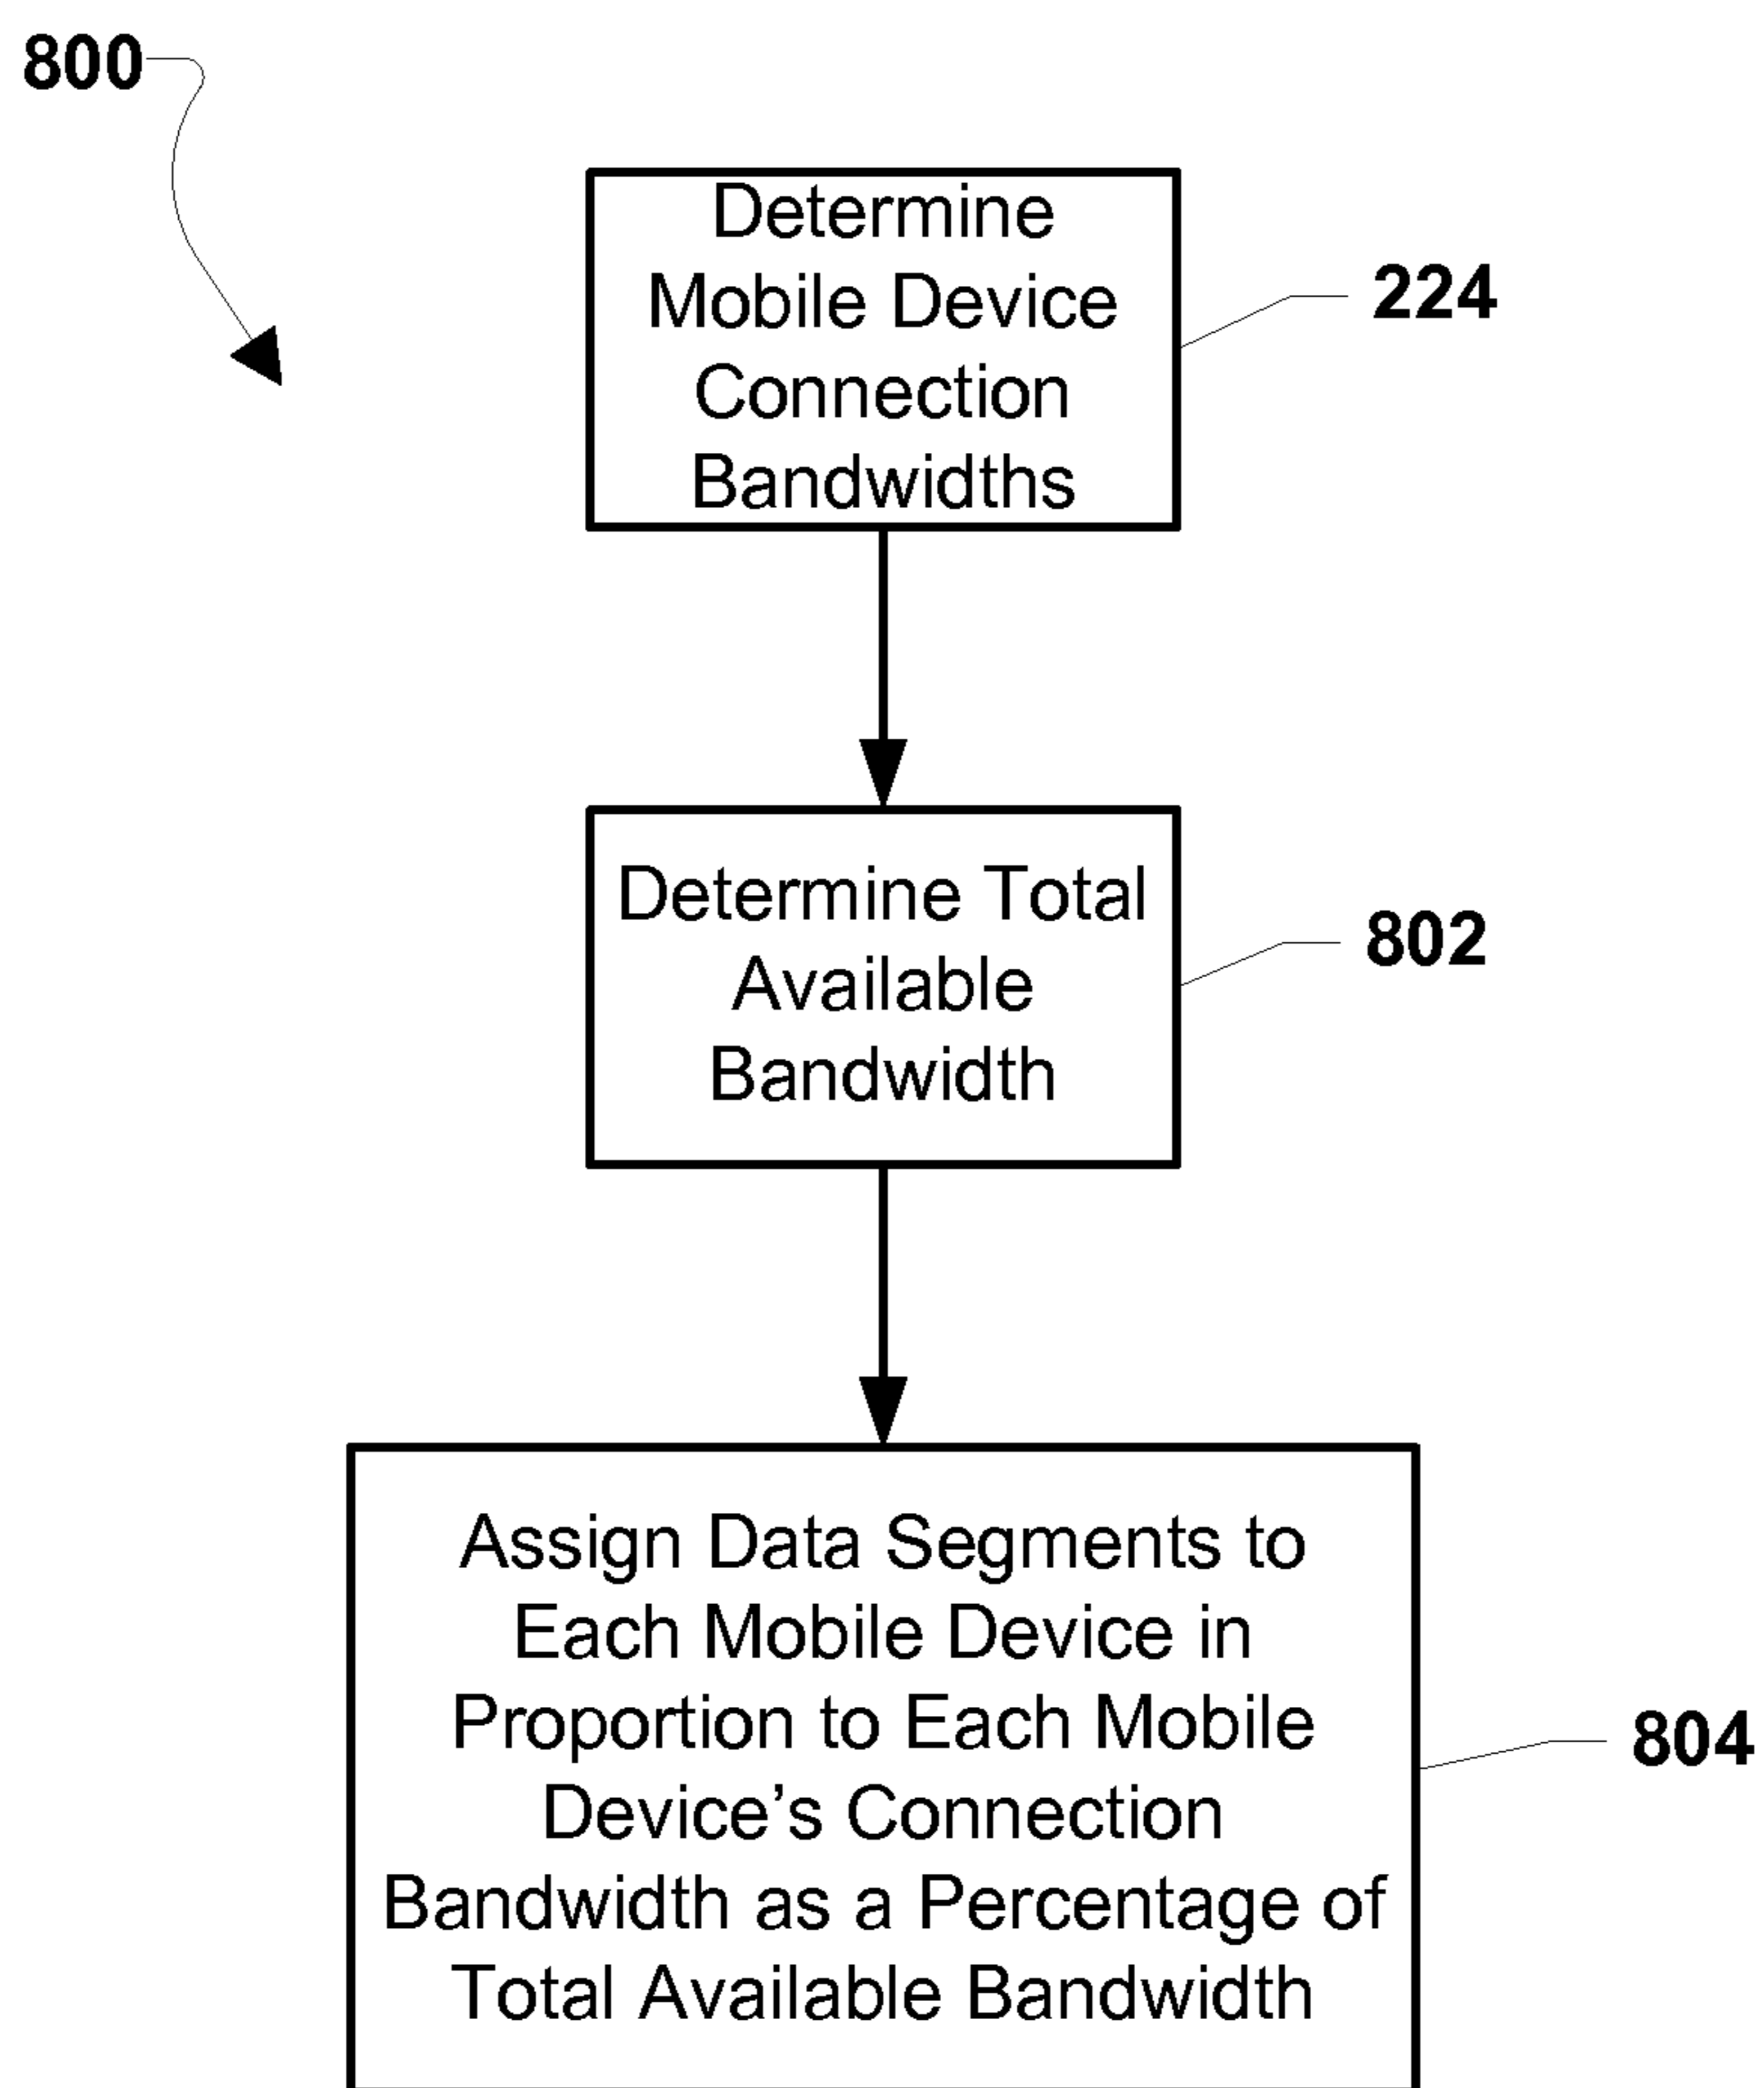 800
Determine
Mobile Device
Connection
Bandwidths
224
Determine Total
Available
Bandwidth
802
Assign Data Segments to
Each Mobile Device in
Proportion to Each Mobile
Device’s Connection
Bandwidth as a Percentage of
Total Available Bandwidth
804